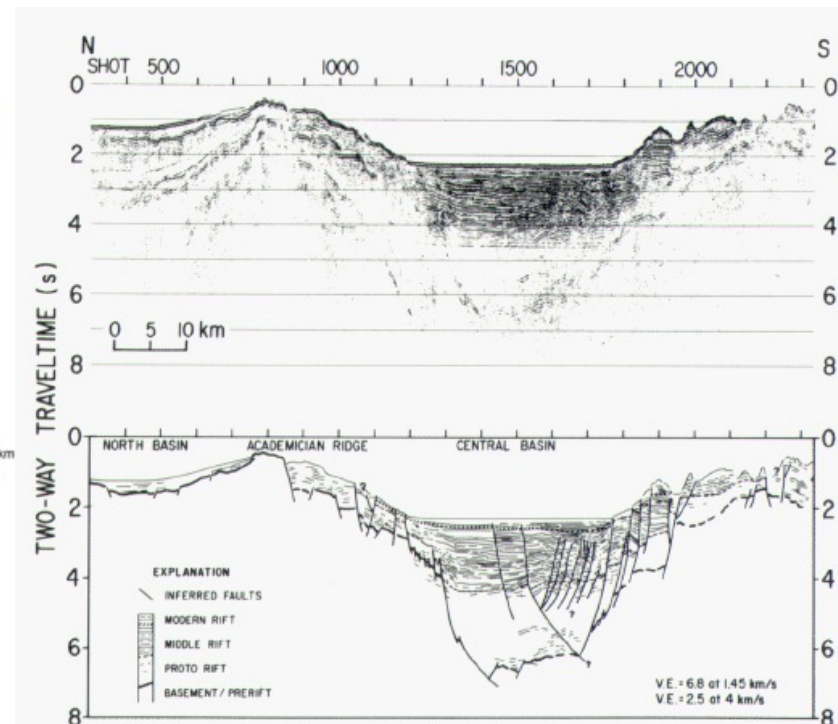 N S
SHOT 500 1000 1500 2000
0 0
2 2
4 4
6 6
8 8
0 5 10 km
TWO-WAY TRAVELTIME (s)
km
0 0
2 2
4 4
6 6
8 8
NORTH BASIN ACADEMICIAN RIDGE CENTRAL BASIN
?
?
?
?
EXPLANATION
INFERRED FAULTS
MODERN RIFT
MIDDLE RIFT
PROTO RIFT
BASEMENT / PRERIFT
V.E.= 6.8 at 1.45 km/s
V.E.= 2.5 at 4 km/s